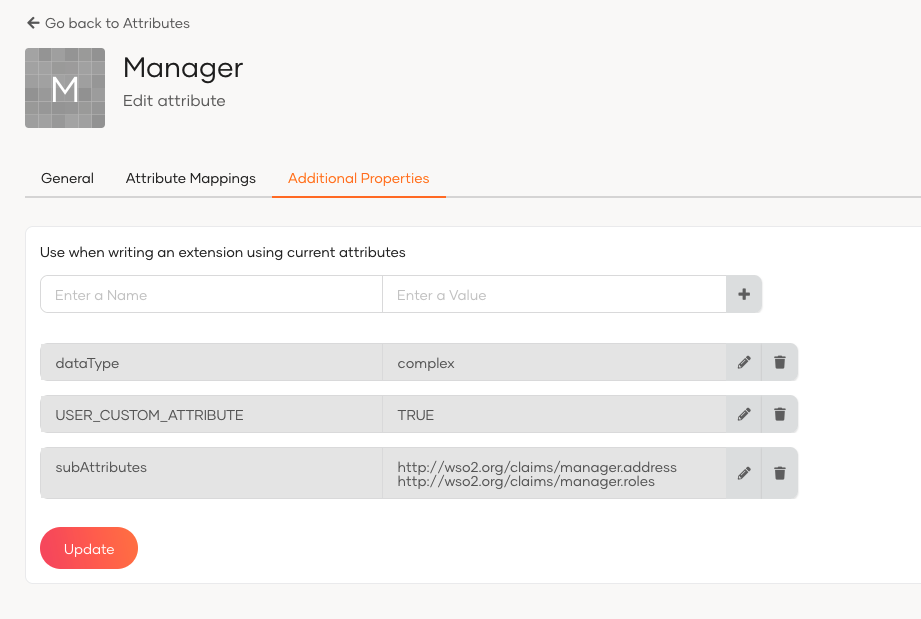 Go back to Attributes
M
Manager
Edit attribute
General Attribute Mappings Additional Properties
Use when writing an extension using current attributes
Enter a Name Enter a Value
dataType complex
USER_CUSTOM_ATTRIBUTE TRUE
subAttributes http://wso2.org/claims/manager.address
http://wso2.org/claims/manager.roles
Update